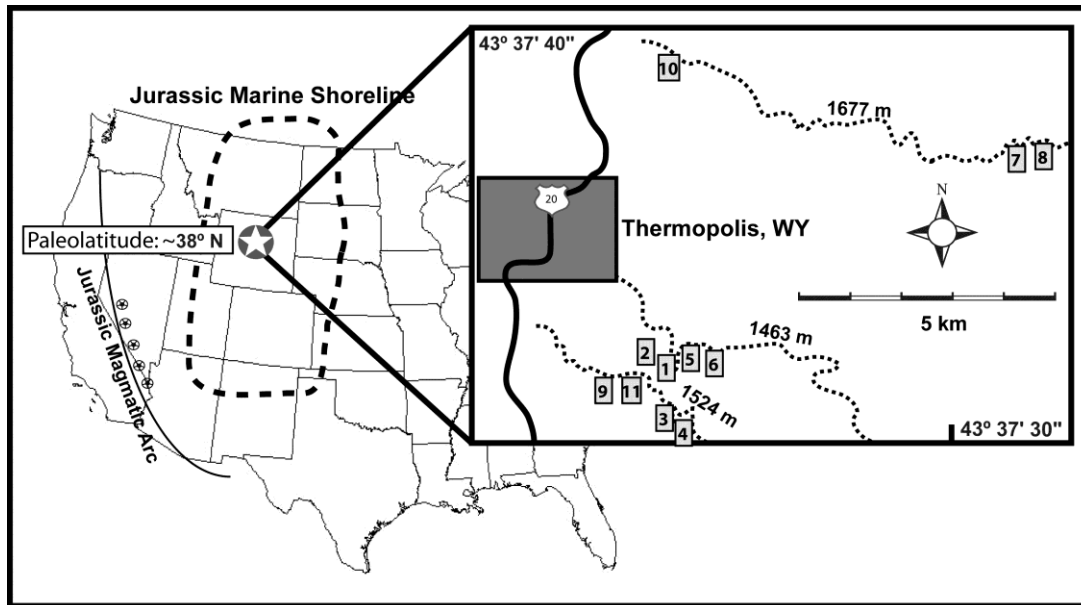 Jurassic Marine Shoreline
Paleolatitude: ~38º N
Jurassic Magmatic Arc
43º 37' 40"
10
1677 m
7
8
20
Thermopolis, WY
N
5 km
1463 m
2
1
5
6
9
11
3
1524 m
4
43º 37' 30"